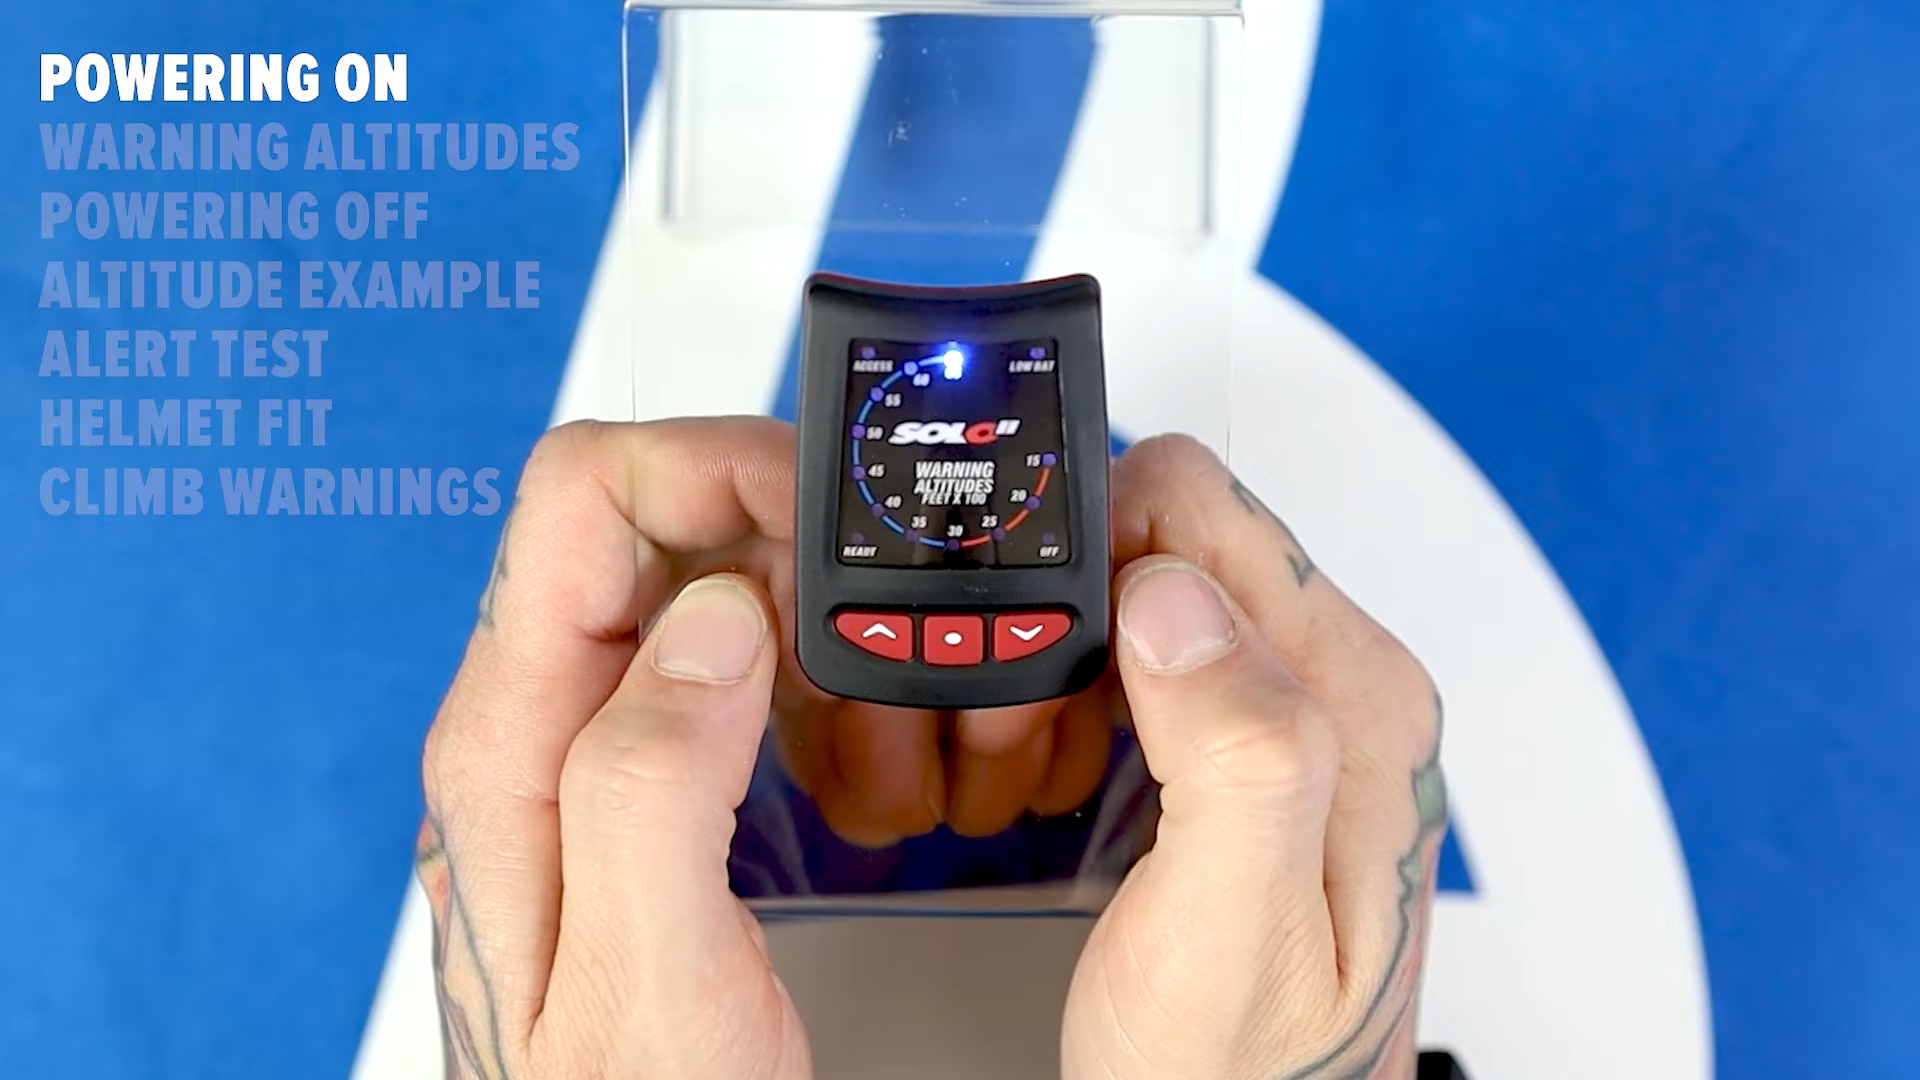 POWERING ON
WARNING ALTITUDES
POWERING OFF
ALTITUDE EXAMPLE
ALERT TEST
HELMET FIT
CLIMB WARNINGS
ACCESS
LOW BAT
60
55
50
SOLO II
45
WARNING
ALTITUDES
FEET X 100
15
20
40
35
30
25
READY
OFF